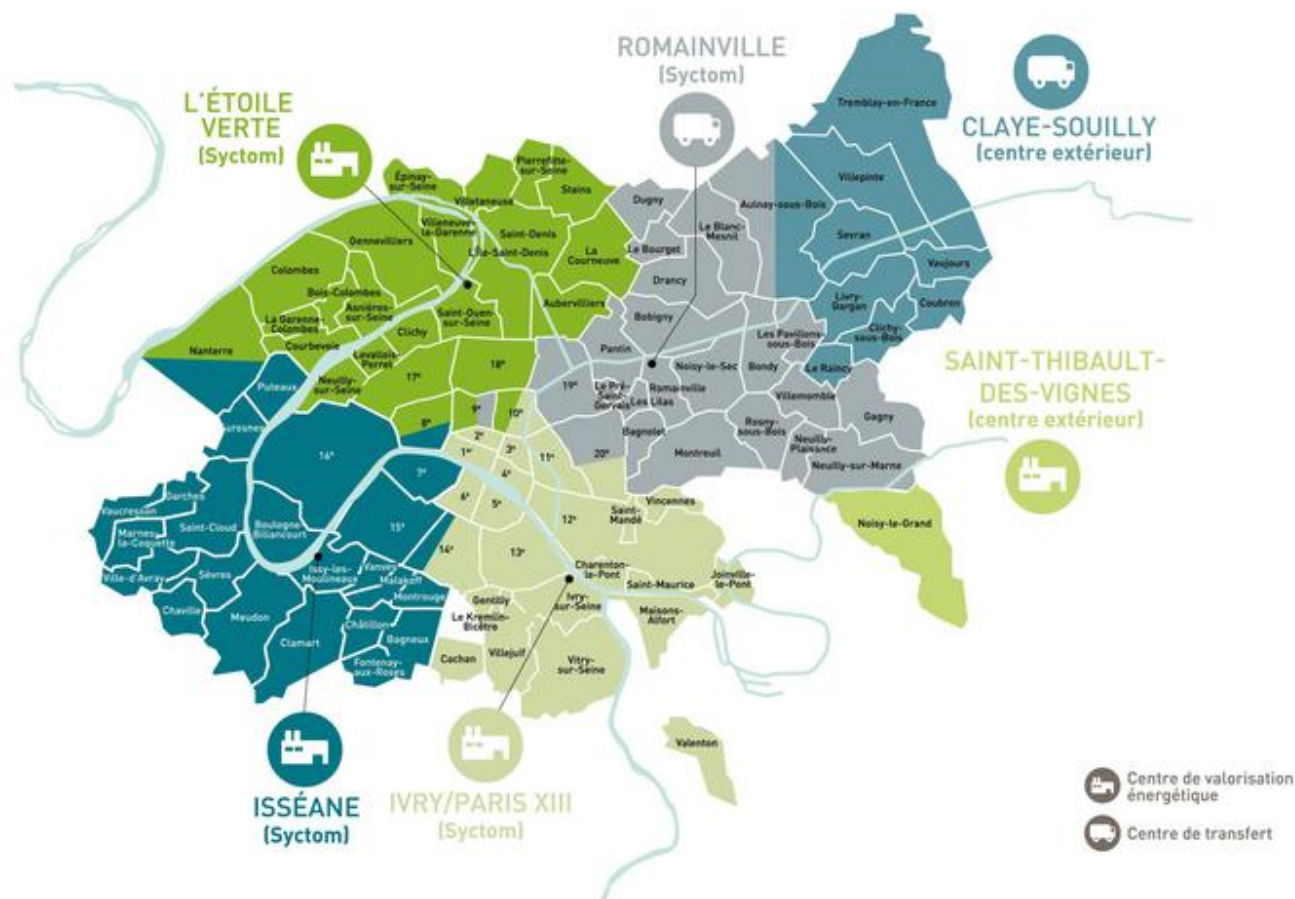 ROMAINVILLE
(Syctom)
L'ÉTOILE
VERTE
(Syctom)
CLAYE-SOUILLY
(centre extérieur)
SAINT-THIBAULT-
DES-VIGNES
(centre extérieur)
Tremblay-en-France
Villepinte
Aulnay-sous-Bois
Sevran
Vaujours
Livry-
Gargan
Coubron
Clichy-
sous-Bois
Le Raincy
Épinay-
sur-Seine
Pierrefitte-
sur-Seine
Villetaneuse
Stains
Villeneuve-
la-Garenne
Saint-Denis
L'Île-Saint-Denis
La
Courneuve
Gennevilliers
Colombes
Bois-Colombes
Asnières-
sur-Seine
La Garenne-
Colombes
Courbevoie
Clichy
Saint-Ouen-
sur-Seine
Aubervilliers
Nanterre
Levallois-
Perret
Neuilly-
sur-Seine
17e
18e
8e
9e
10e
Dugny
Le Bourget
Le Blanc-
Mesnil
Drancy
Bobigny
Pantin
Noisy-le-Sec
Bondy
Les Pavillons-
sous-Bois
19e
Le Pré-
Saint-
Gervais
Romainville
Les Lilas
Bagnolet
Montreuil
Rosny-
sous-Bois
Villemomble
Gagny
Neuilly-
Plaisance
Neuilly-sur-Marne
20e
Noisy-le-Grand
Puteaux
Suresnes
16e
7e
15e
Garches
Vaucresson
Marnes-
la-Coquette
Saint-Cloud
Boulogne-
Billancourt
Ville-d'Avray
Sèvres
Issy-les-
Moulineaux
Vanves
Malakoff
Montrouge
Chaville
Meudon
Clamart
Châtillon
Bagneux
Fontenay-
aux-Roses
2e
1er
3e
4e
11e
6e
5e
12e
13e
14e
Saint-
Mandé
Vincennes
Charenton-
le-Pont
Saint-Maurice
Joinville-
le-Pont
Maisons-
Alfort
Gentilly
Le Kremlin-
Bicêtre
Ivry-
sur-Seine
Cachan
Villejuif
Vitry-
sur-Seine
Valenton
ISSÉANE
(Syctom)
IVRY/PARIS XIII
(Syctom)
Centre de valorisation
énergétique
Centre de transfert